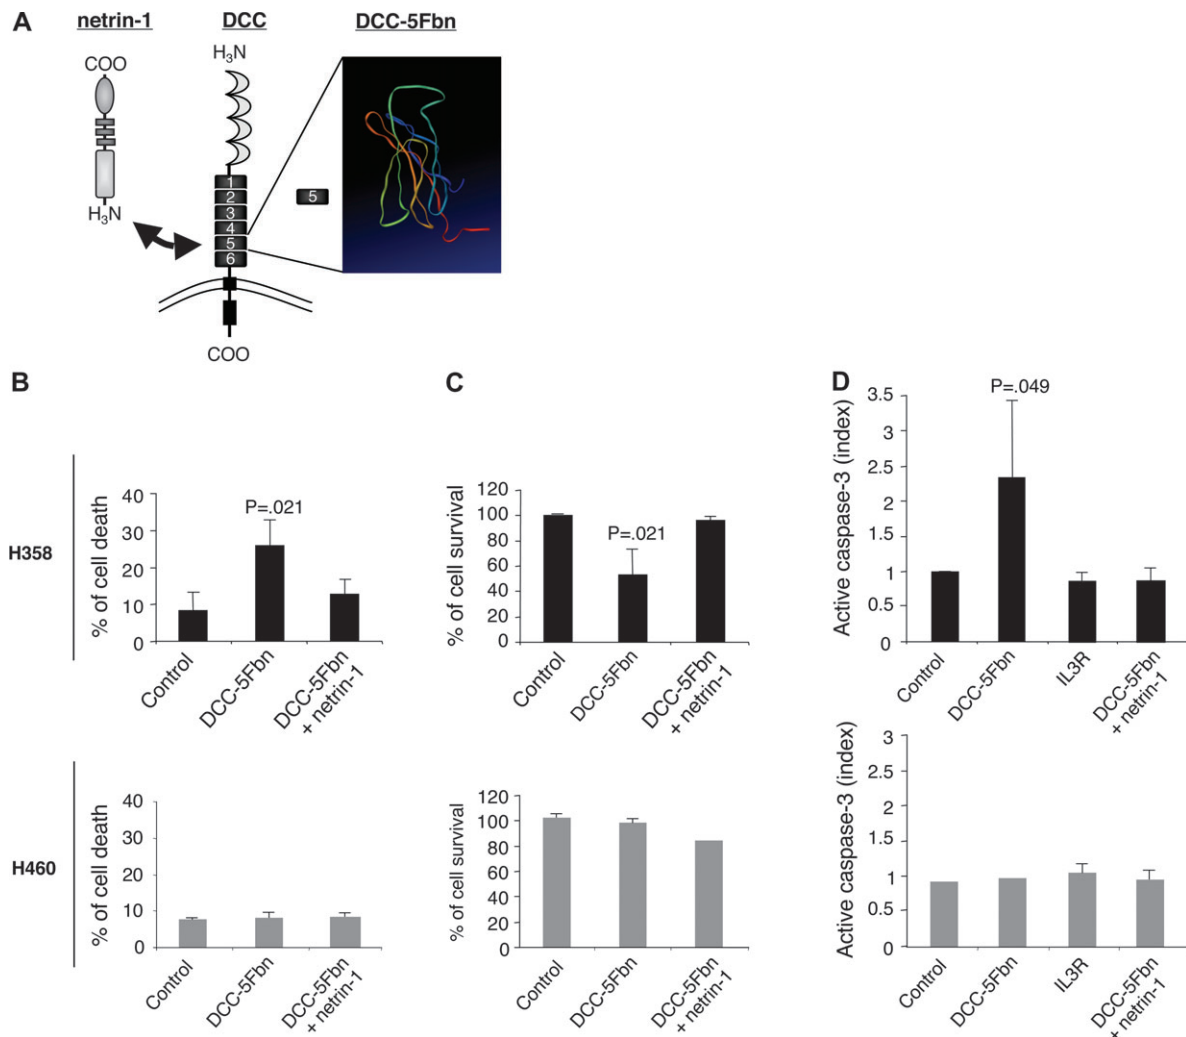 A
netrin-1
DCC
DCC-5Fbn
COO
H3N
H3N
1
2
3
4
5
6
5
COO
B
C
D
H358
% of cell death
40
30
20
10
0
P=.021
Control
DCC-5Fbn
DCC-5Fbn
+ netrin-1
% of cell survival
120
100
80
60
40
20
0
P=.021
Control
DCC-5Fbn
DCC-5Fbn
+ netrin-1
Active caspase-3 (index)
3.5
3
2.5
2
1.5
1
0.5
0
P=.049
Control
DCC-5Fbn
IL3R
DCC-5Fbn
+ netrin-1
H460
% of cell death
40
30
20
10
0
Control
DCC-5Fbn
DCC-5Fbn
+ netrin-1
% of cell survival
120
100
80
60
40
20
0
Control
DCC-5Fbn
DCC-5Fbn
+ netrin-1
Active caspase-3 (index)
3
2.5
2
1.5
1
0.5
0
Control
DCC-5Fbn
IL3R
DCC-5Fbn
+ netrin-1